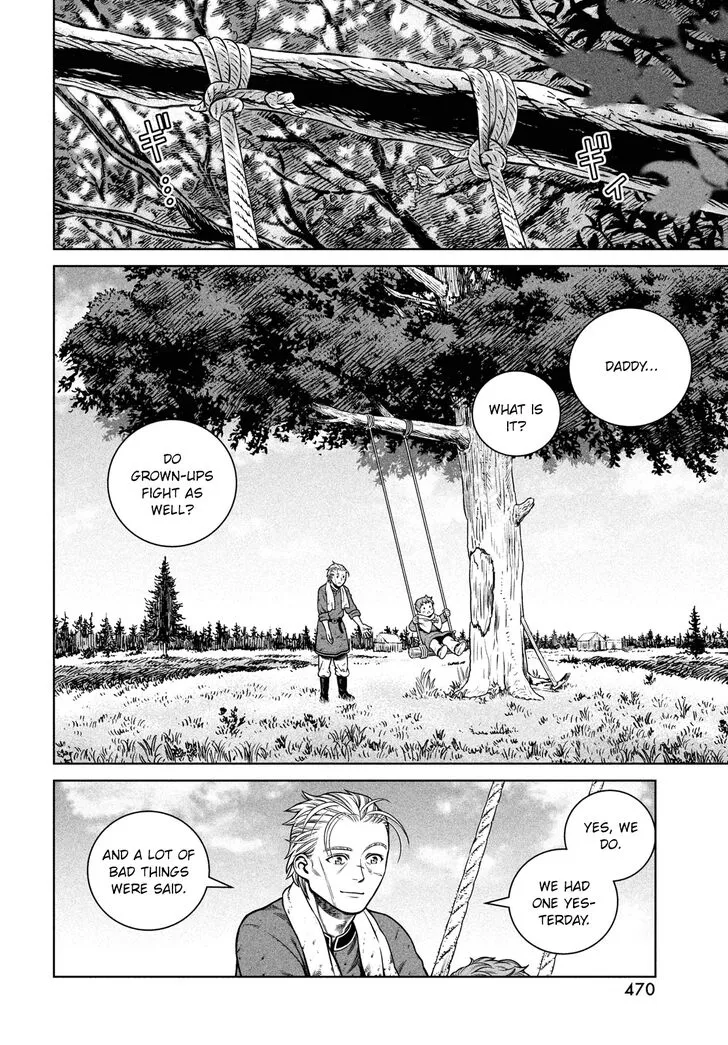 ギィ
ギ...
DADDY...
WHAT IS
IT?
DO
GROWN-UPS
FIGHT AS
WELL?
YES, WE
DO.
WE HAD
ONE YES-
TERDAY.
AND A LOT OF
BAD THINGS
WERE SAID.
470